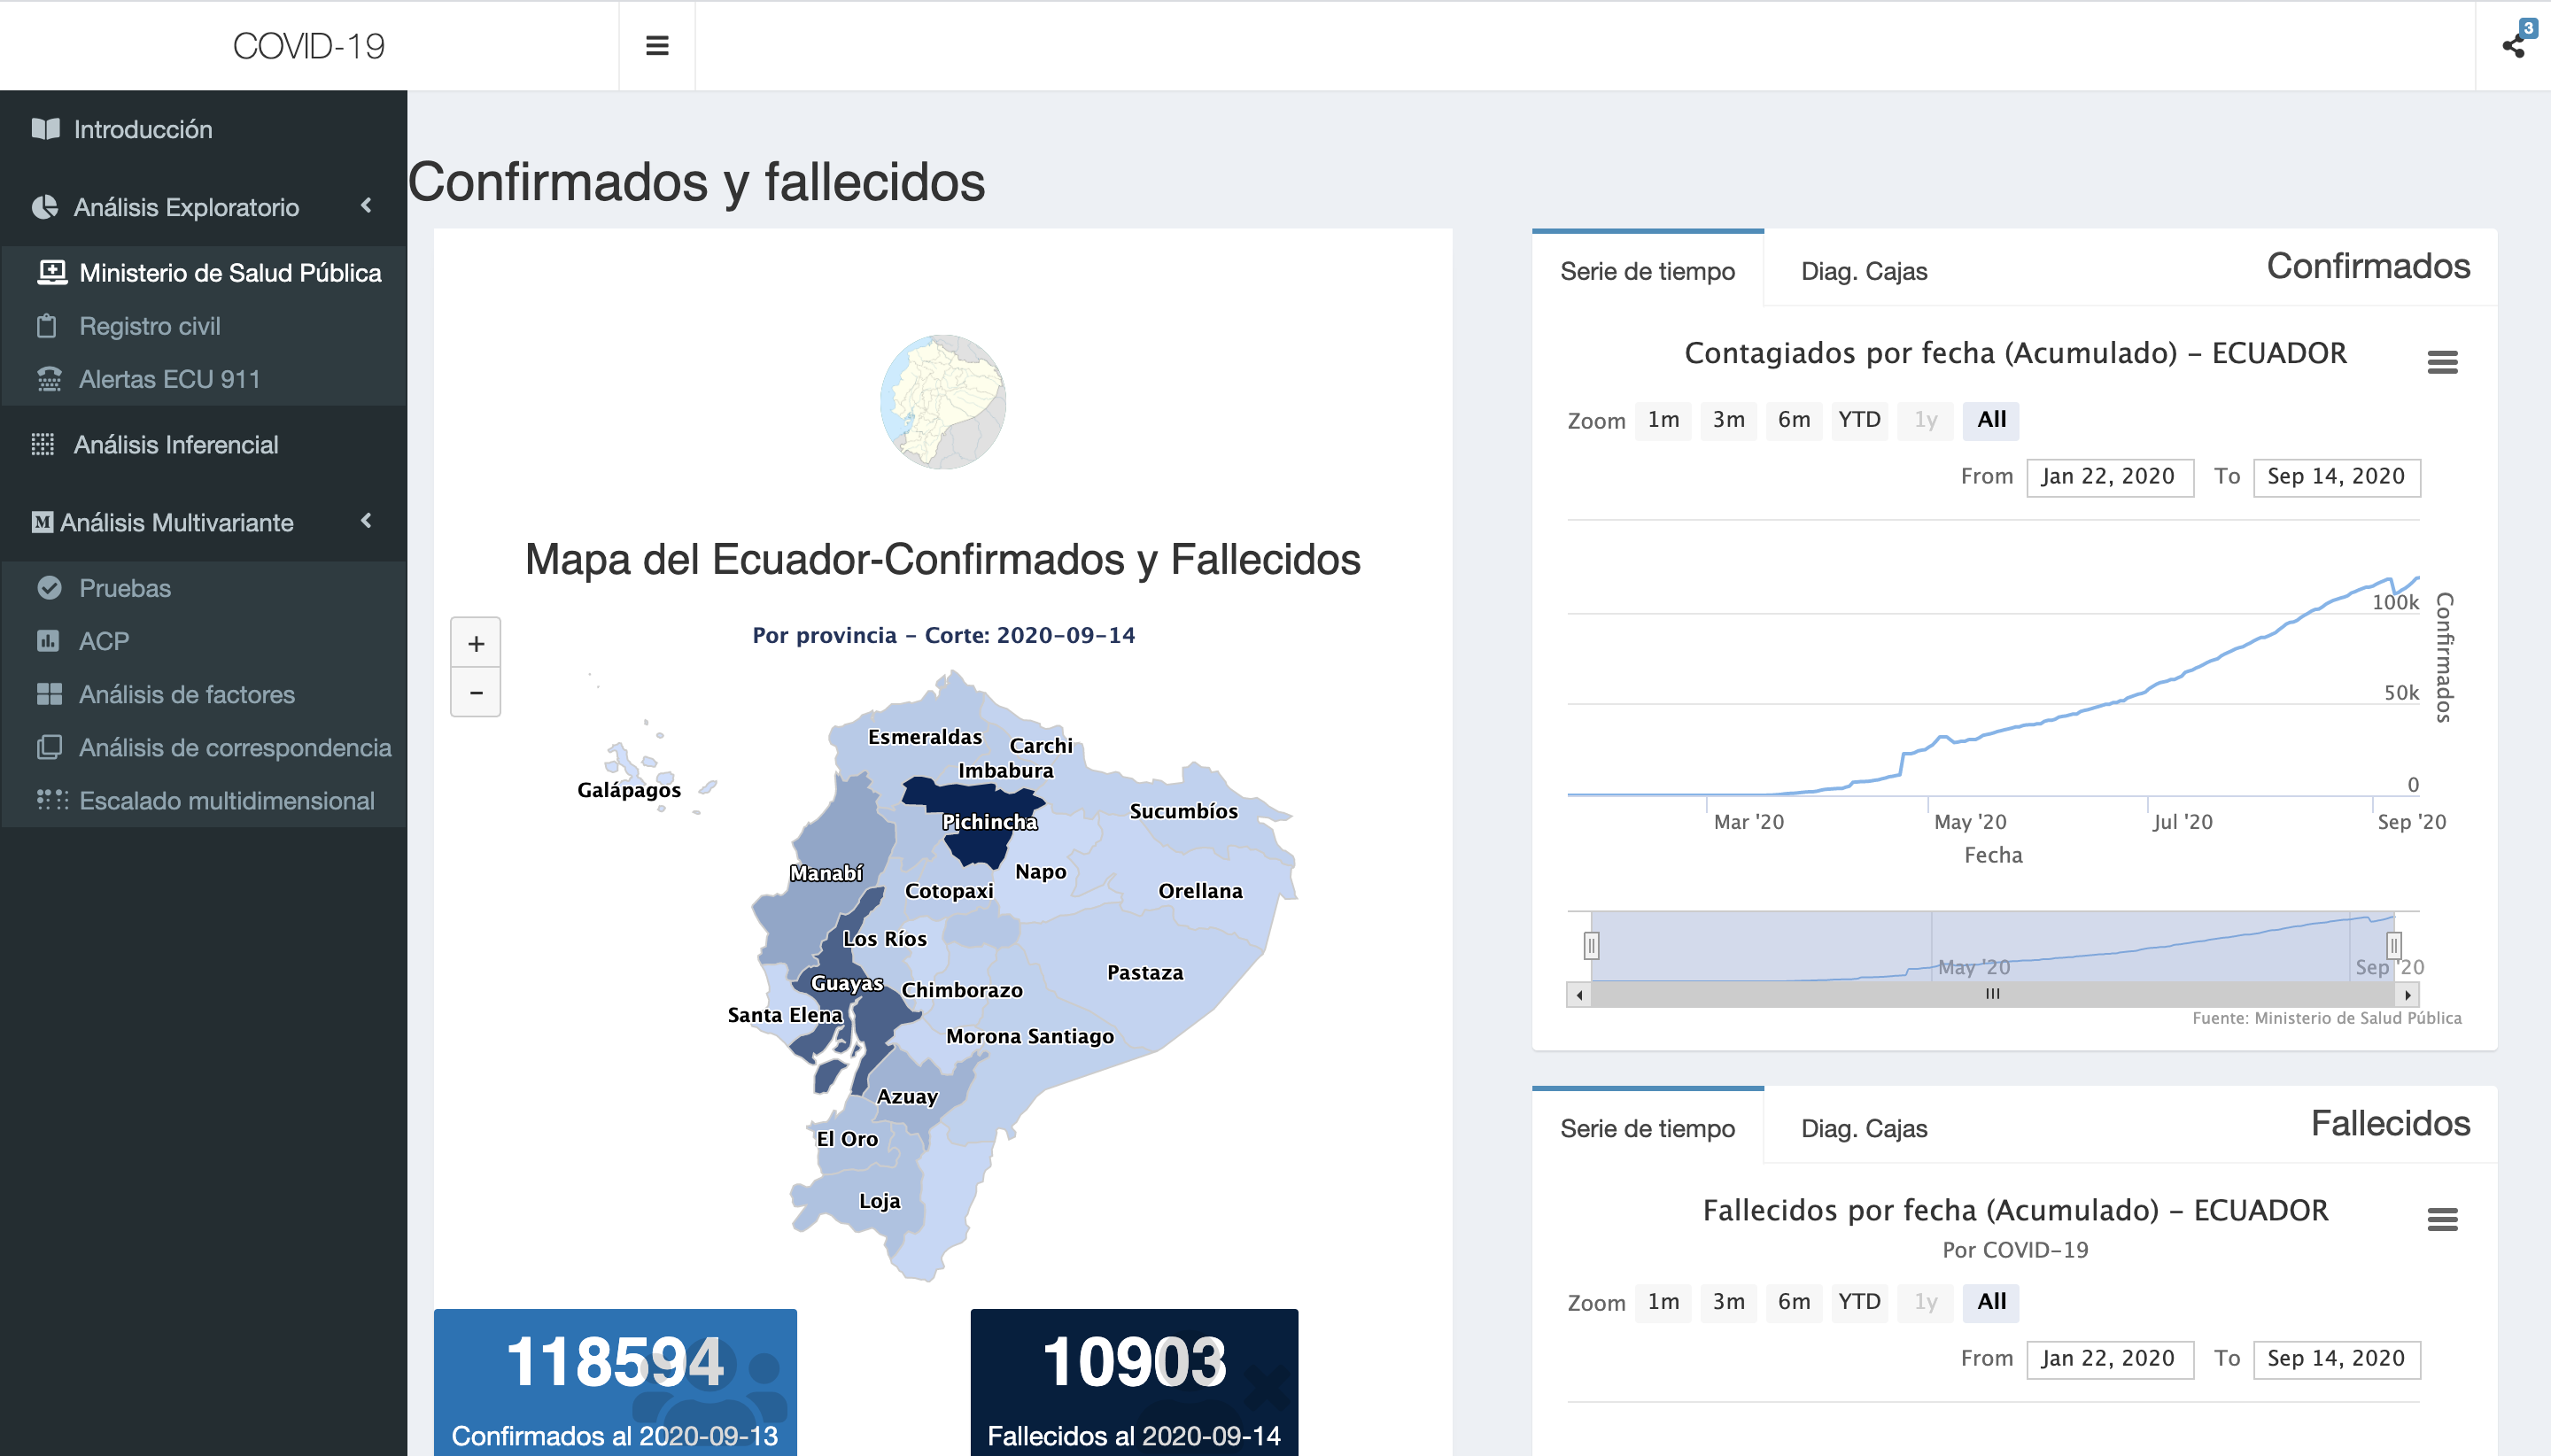 COVID-19
3
Introducción
Análisis Exploratorio
Ministerio de Salud Pública
Registro civil
Alertas ECU 911
Análisis Inferencial
M Análisis Multivariante
Pruebas
ACP
Análisis de factores
Análisis de correspondencia
Escalado multidimensional
Confirmados y fallecidos
Mapa del Ecuador-Confirmados y Fallecidos
Por provincia - Corte: 2020-09-14
+
−
Esmeraldas
Carchi
Imbabura
Galápagos
Sucumbíos
Pichincha
Manabí
Napo
Cotopaxi
Orellana
Los Ríos
Pastaza
Guayas
Chimborazo
Santa Elena
Morona Santiago
Azuay
El Oro
Loja
118594
Confirmados al 2020-09-13
10903
Fallecidos al 2020-09-14
Serie de tiempo
Diag. Cajas
Confirmados
Contagiados por fecha (Acumulado) - ECUADOR
Zoom 1m 3m 6m YTD 1y All
From Jan 22, 2020 To Sep 14, 2020
100k
50k
0
Confirmados
Mar '20 May '20 Jul '20 Sep '20
Fecha
May '20 Sep '20
Fuente: Ministerio de Salud Pública
Serie de tiempo
Diag. Cajas
Fallecidos
Fallecidos por fecha (Acumulado) - ECUADOR
Por COVID-19
Zoom 1m 3m 6m YTD 1y All
From Jan 22, 2020 To Sep 14, 2020